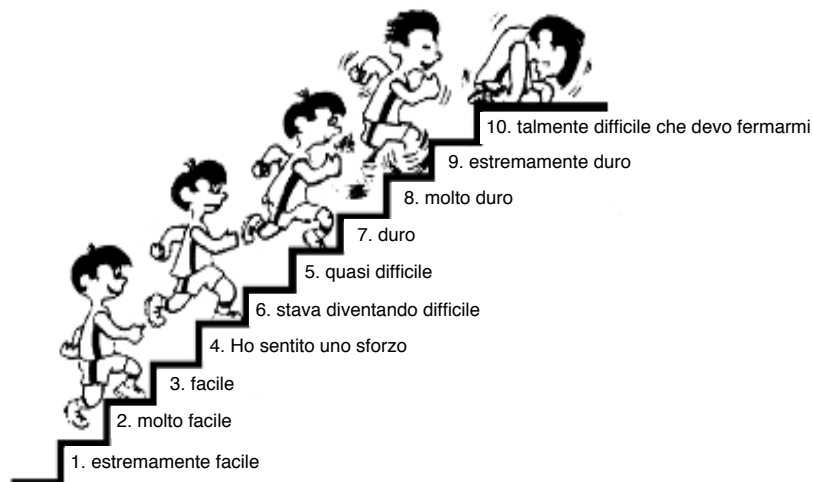 10. talmente difficile che devo fermarmi
9. estremamente duro
8. molto duro
7. duro
5. quasi difficile
6. stava diventando difficile
4. Ho sentito uno sforzo
3. facile
2. molto facile
1. estremamente facile